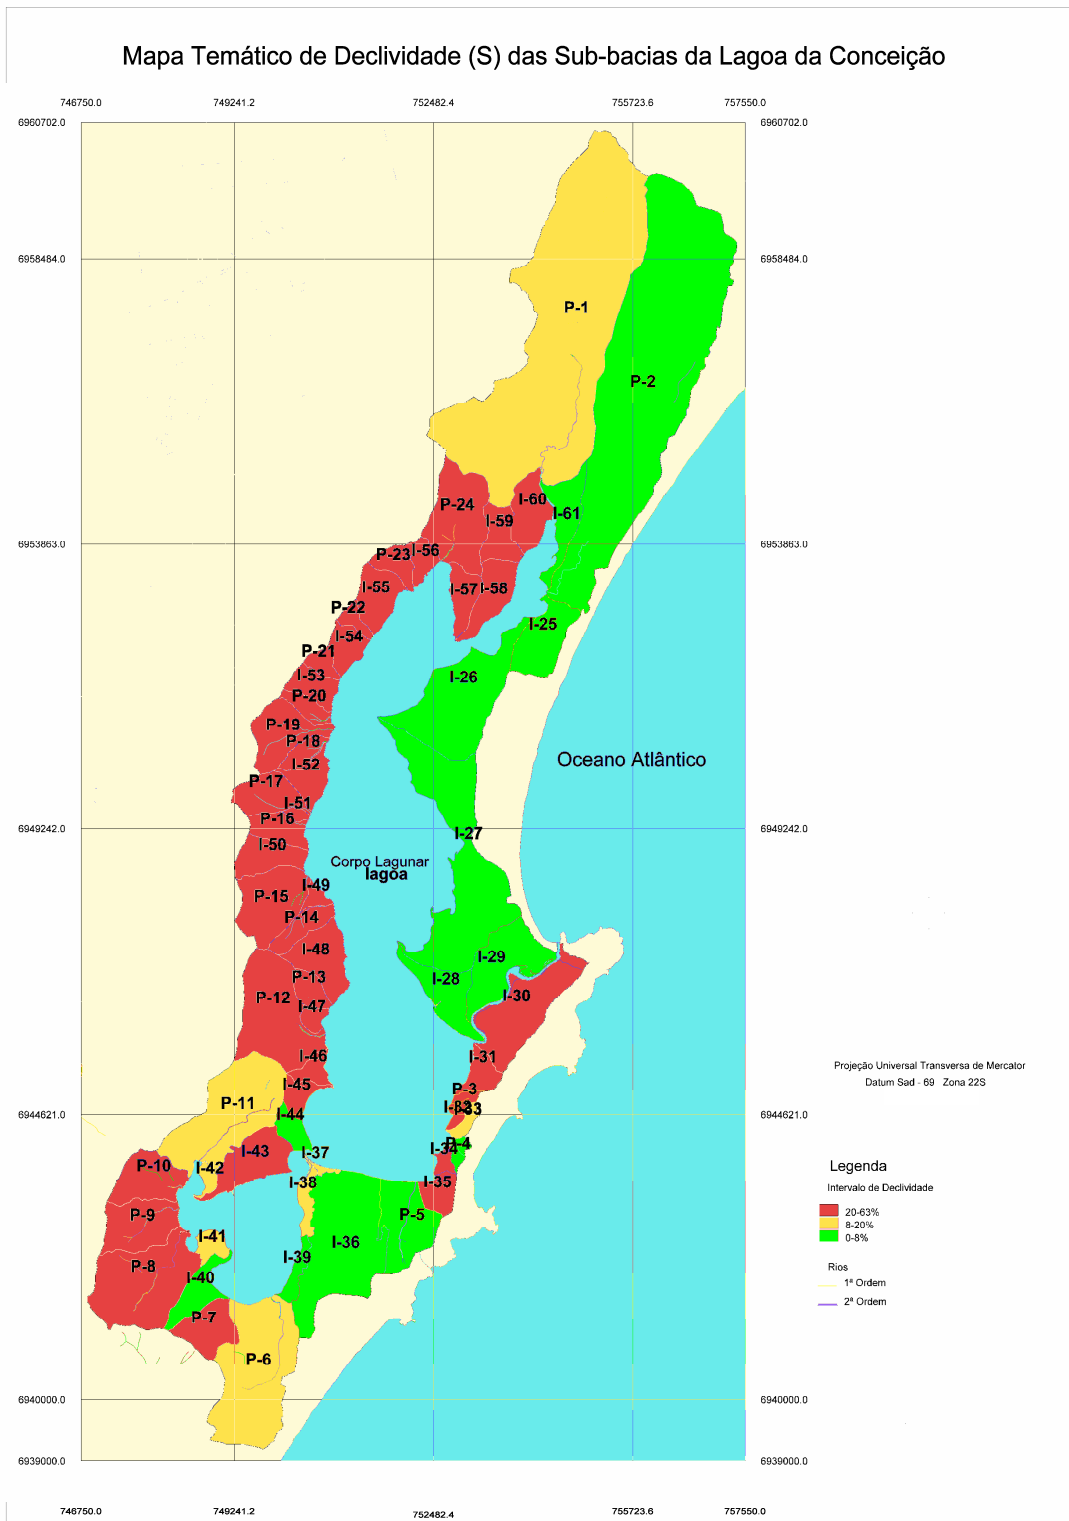 Mapa Temático de Declividade (S) das Sub-bacias da Lagoa da Conceição
746750.0 749241.2 752482.4 755723.6 757550.0
6960702.0 6960702.0
6958484.0 6958484.0
P-1
P-2
I-60
P-24
I-61
I-59
6953863.0 6953863.0
I-56
P-23
I-55
I-57 I-58
P-22
I-25
I-54
P-21
I-53
I-26
P-20
P-19
P-18
Oceano Atlântico
I-52
P-17
I-51
P-16
6949242.0 6949242.0
I-27
I-50
Corpo Lagunar
lagoa
I-49
P-15
P-14
I-48
I-29
P-13
I-28
P-12
I-30
I-47
I-46
I-31
Projeção Universal Transversa de Mercator
Datum Sad - 69 Zona 22S
I-45
P-3
P-11
6944621.0 6944621.0
I-44
P-4
I-34
I-43
I-37
P-10
I-42
Legenda
I-38
I-35
Intervalo de Declividade
20-63%
8-20%
0-8%
P-9
P-5
I-41
I-36
I-39
P-8
I-40
Rios
1ª Ordem
2ª Ordem
P-7
P-6
6940000.0 6940000.0
6939000.0 6939000.0
746750.0 749241.2 752482.4 755723.6 757550.0